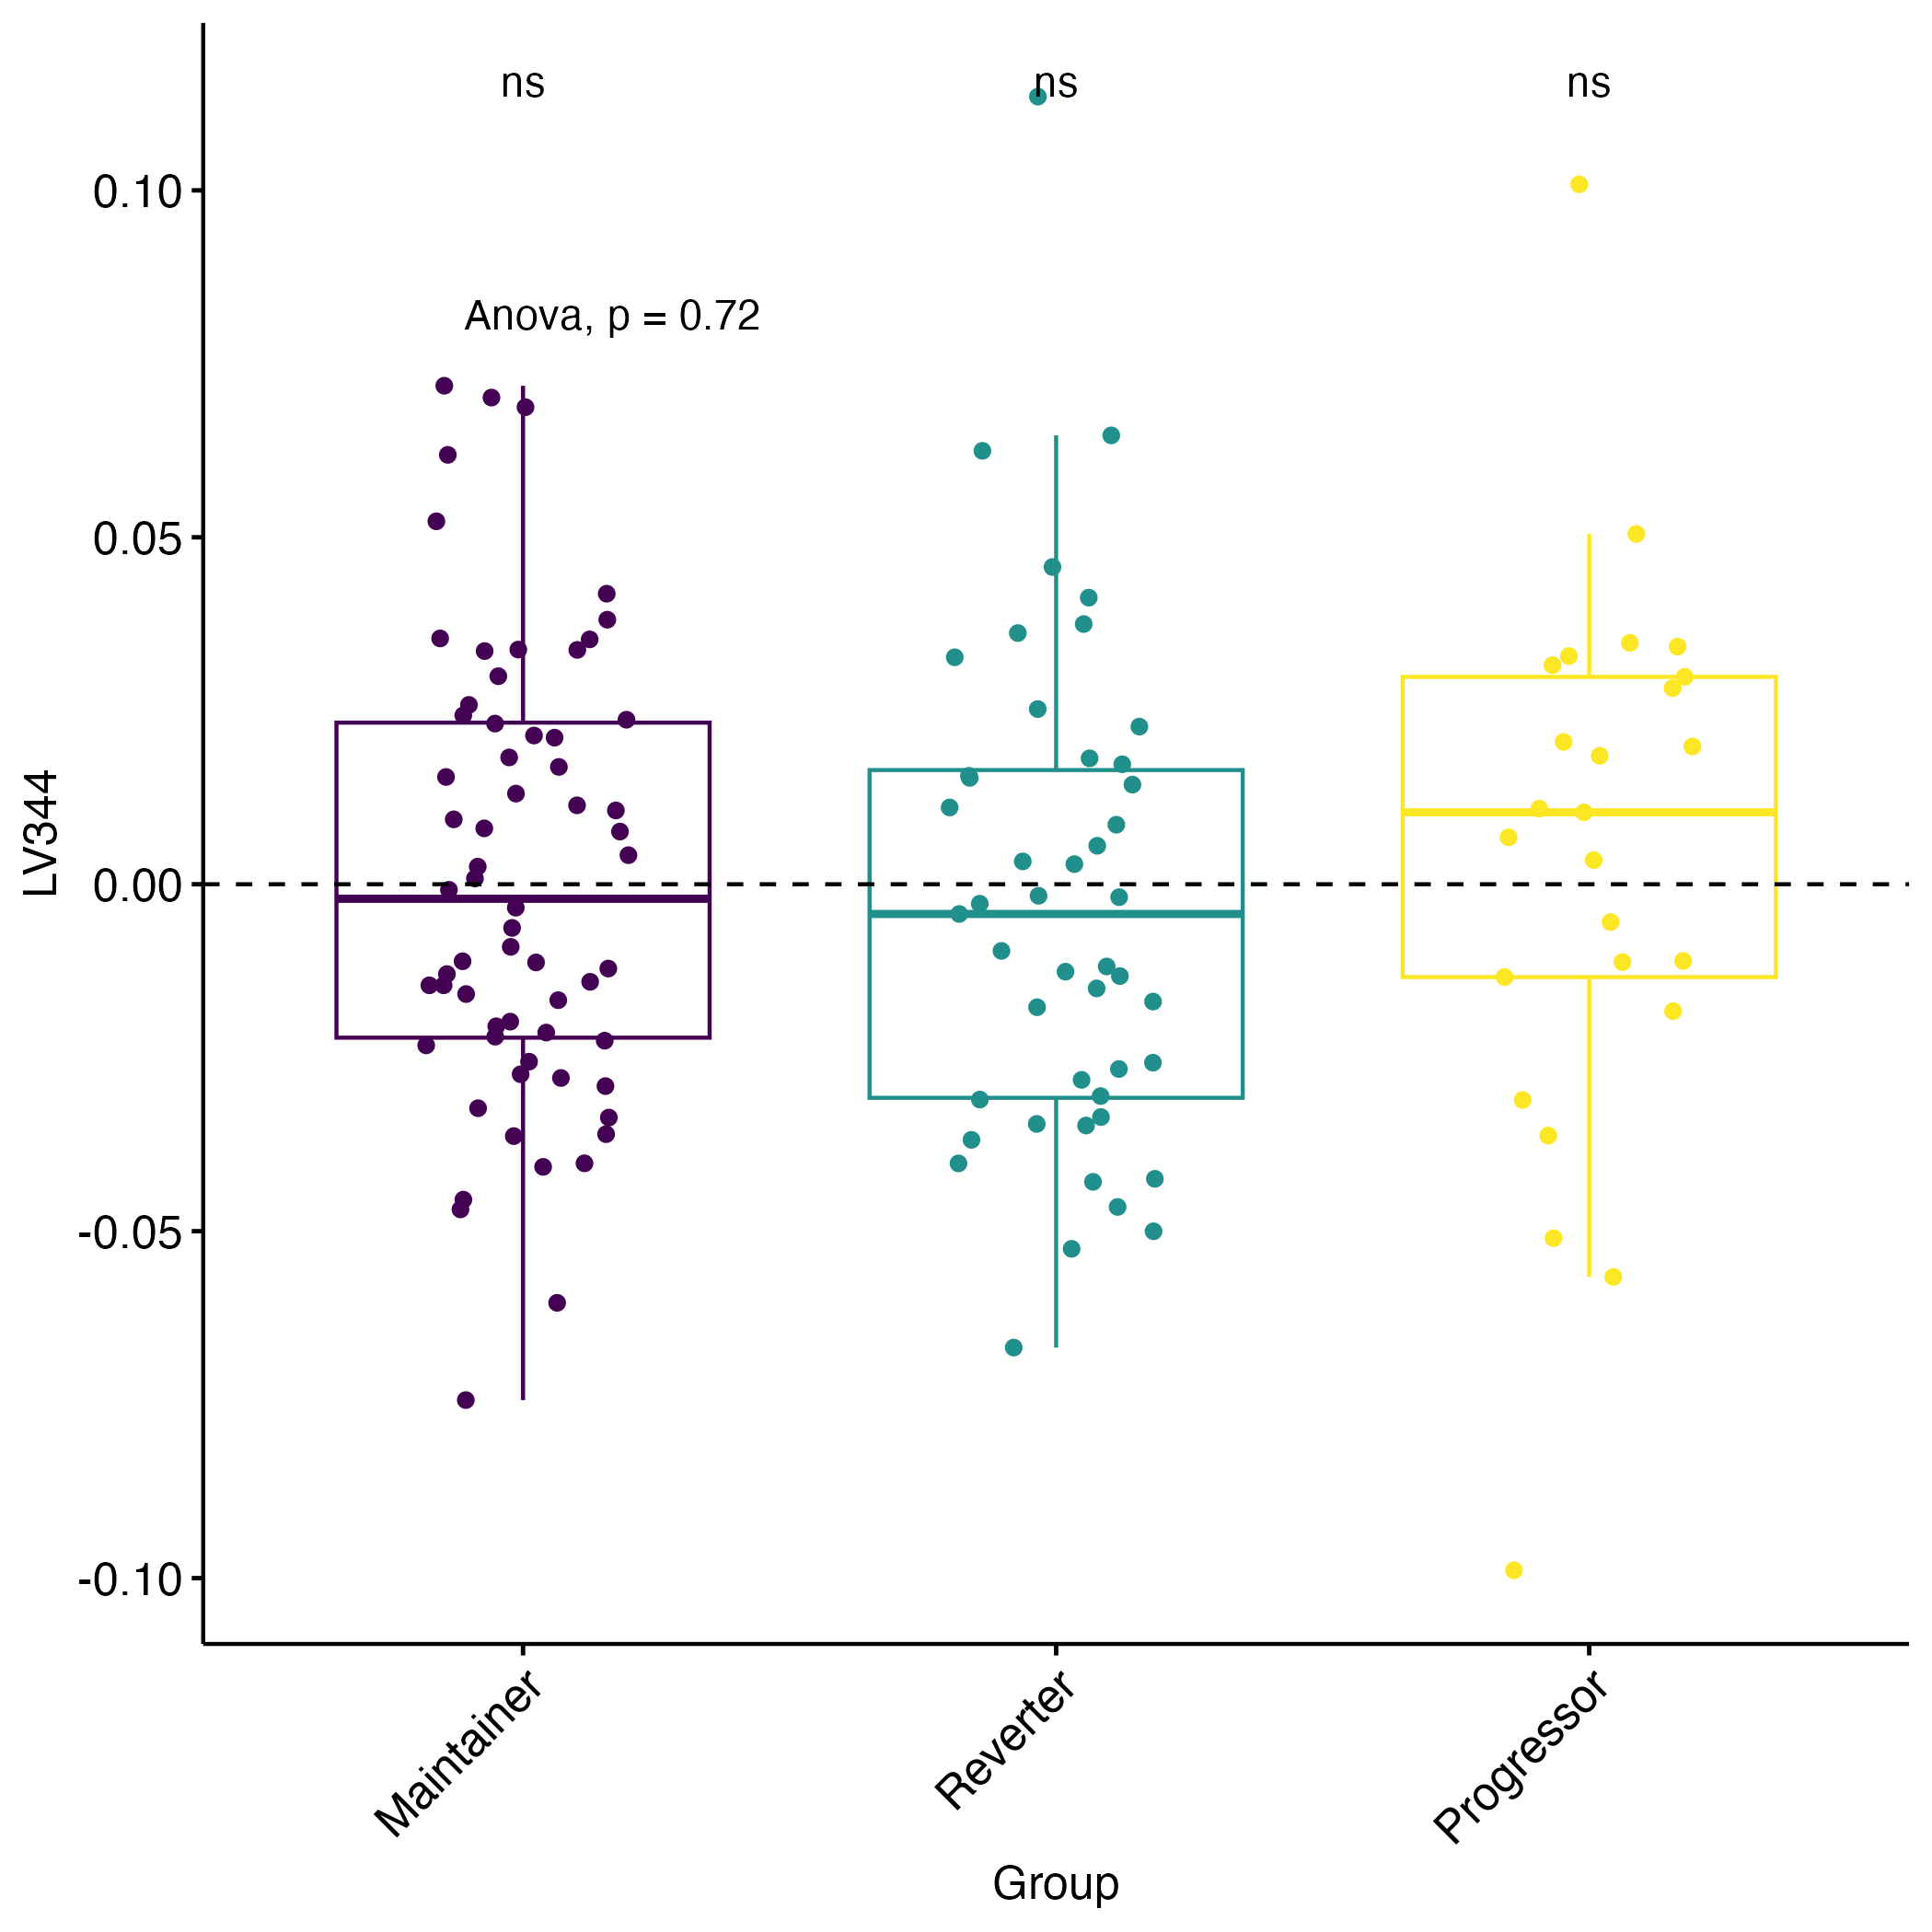 ns ns ns
Anova, p = 0.72
0.10
0.05
0.00
-0.05
-0.10
LV344
Maintainer
Reverter
Progressor
Group